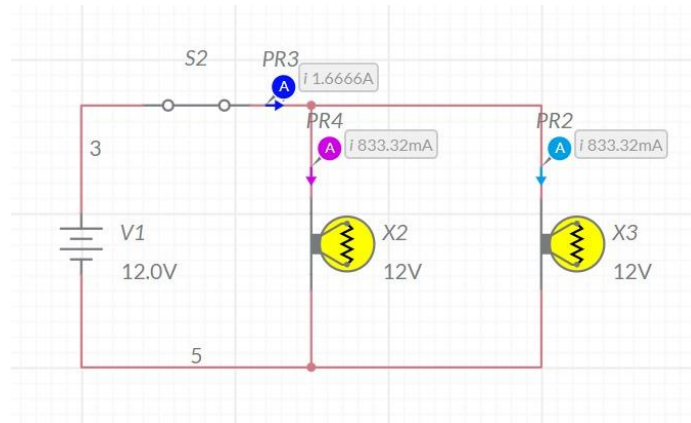 S2
PR3
A
i 1.6666A
PR4
A
i 833.32mA
PR2
A
i 833.32mA
3
V1
12.0V
X2
12V
X3
12V
5